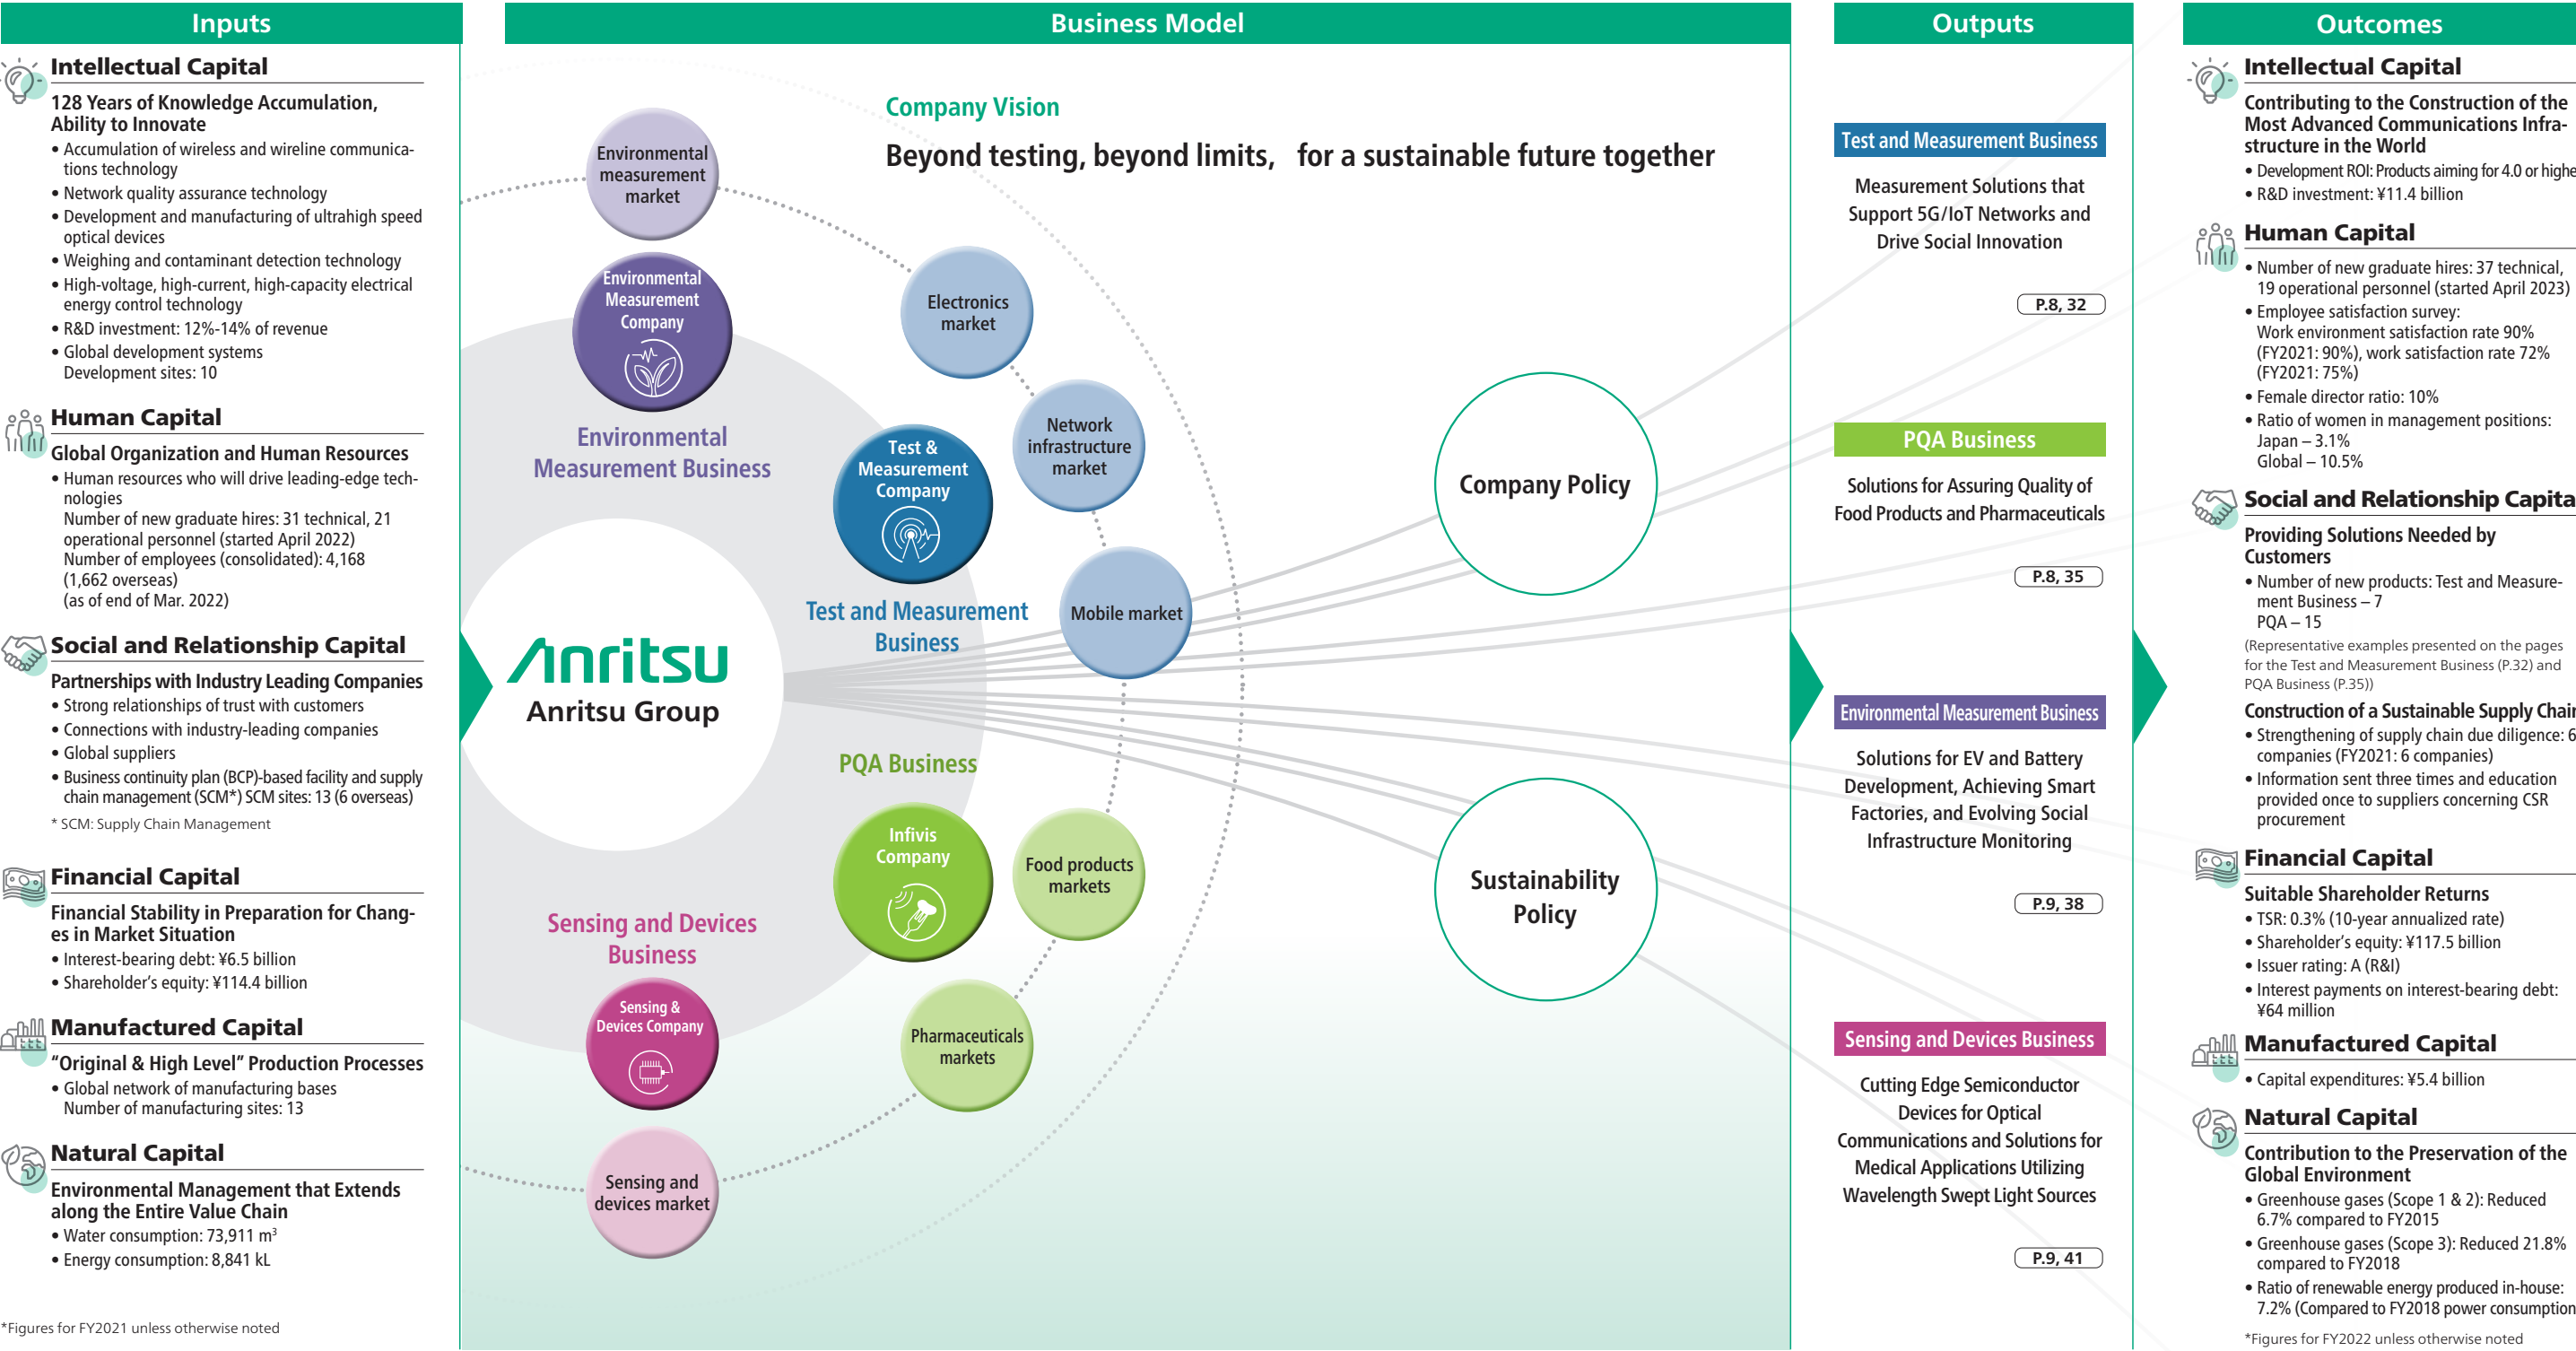 Inputs
Intellectual Capital
128 Years of Knowledge Accumulation,
Ability to Innovate
• Accumulation of wireless and wireline communica-
tions technology
• Network quality assurance technology
• Development and manufacturing of ultrahigh speed
optical devices
• Weighing and contaminant detection technology
• High-voltage, high-current, high-capacity electrical
energy control technology
• R&D investment: 12%-14% of revenue
• Global development systems
Development sites: 10
Human Capital
Global Organization and Human Resources
• Human resources who will drive leading-edge tech-
nologies
Number of new graduate hires: 31 technical, 21
operational personnel (started April 2022)
Number of employees (consolidated): 4,168
(1,662 overseas)
(as of end of Mar. 2022)
Social and Relationship Capital
Partnerships with Industry Leading Companies
• Strong relationships of trust with customers
• Connections with industry-leading companies
• Global suppliers
• Business continuity plan (BCP)-based facility and supply
chain management (SCM*) SCM sites: 13 (6 overseas)
* SCM: Supply Chain Management
Financial Capital
Financial Stability in Preparation for Chang-
es in Market Situation
• Interest-bearing debt: ¥6.5 billion
• Shareholder’s equity: ¥114.4 billion
Manufactured Capital
“Original & High Level” Production Processes
• Global network of manufacturing bases
Number of manufacturing sites: 13
Natural Capital
Environmental Management that Extends
along the Entire Value Chain
• Water consumption: 73,911 m³
• Energy consumption: 8,841 kL
*Figures for FY2021 unless otherwise noted
Business Model
Company Vision
Beyond testing, beyond limits, for a sustainable future together
Environmental
measurement
market
Environmental
Measurement
Company
Environmental
Measurement Business
Electronics
market
Network
infrastructure
market
Test &
Measurement
Company
Test and Measurement
Business
Mobile market
Anritsu
Anritsu Group
PQA Business
Infivis
Company
Food products
markets
Pharmaceuticals
markets
Sensing and Devices
Business
Sensing &
Devices Company
Sensing and
devices market
Company Policy
Sustainability
Policy
Outputs
Test and Measurement Business
Measurement Solutions that
Support 5G/IoT Networks and
Drive Social Innovation
P.8, 32
PQA Business
Solutions for Assuring Quality of
Food Products and Pharmaceuticals
P.8, 35
Environmental Measurement Business
Solutions for EV and Battery
Development, Achieving Smart
Factories, and Evolving Social
Infrastructure Monitoring
P.9, 38
Sensing and Devices Business
Cutting Edge Semiconductor
Devices for Optical
Communications and Solutions for
Medical Applications Utilizing
Wavelength Swept Light Sources
P.9, 41
Outcomes
Intellectual Capital
Contributing to the Construction of the
Most Advanced Communications Infra-
structure in the World
• Development ROI: Products aiming for 4.0 or highe
• R&D investment: ¥11.4 billion
Human Capital
• Number of new graduate hires: 37 technical,
19 operational personnel (started April 2023)
• Employee satisfaction survey:
Work environment satisfaction rate 90%
(FY2021: 90%), work satisfaction rate 72%
(FY2021: 75%)
• Female director ratio: 10%
• Ratio of women in management positions:
Japan – 3.1%
Global – 10.5%
Social and Relationship Capita
Providing Solutions Needed by
Customers
• Number of new products: Test and Measure-
ment Business – 7
PQA – 15
(Representative examples presented on the pages
for the Test and Measurement Business (P.32) and
PQA Business (P.35))
Construction of a Sustainable Supply Chain
• Strengthening of supply chain due diligence: 6
companies (FY2021: 6 companies)
• Information sent three times and education
provided once to suppliers concerning CSR
procurement
Financial Capital
Suitable Shareholder Returns
• TSR: 0.3% (10-year annualized rate)
• Shareholder’s equity: ¥117.5 billion
• Issuer rating: A (R&I)
• Interest payments on interest-bearing debt:
¥64 million
Manufactured Capital
• Capital expenditures: ¥5.4 billion
Natural Capital
Contribution to the Preservation of the
Global Environment
• Greenhouse gases (Scope 1 & 2): Reduced
6.7% compared to FY2015
• Greenhouse gases (Scope 3): Reduced 21.8%
compared to FY2018
• Ratio of renewable energy produced in-house:
7.2% (Compared to FY2018 power consumption
*Figures for FY2022 unless otherwise noted